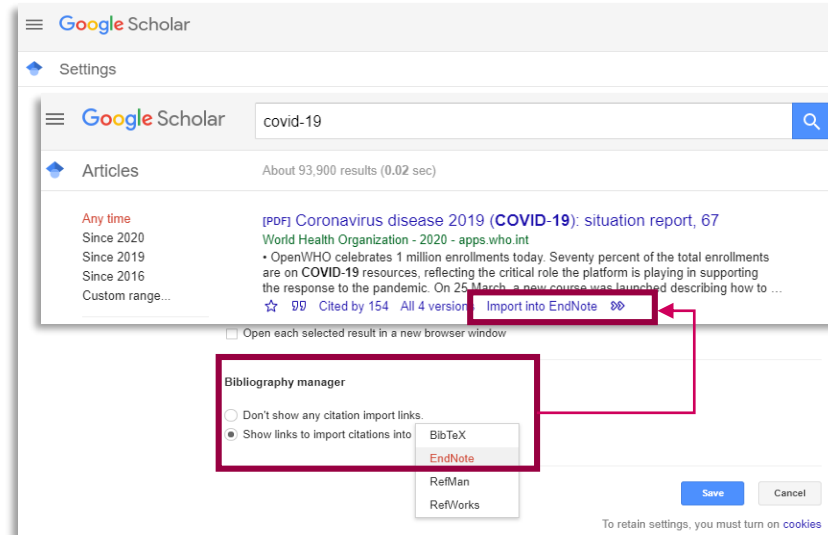 Google Scholar
Settings
Google Scholar
covid-19
Articles
About 93,900 results (0.02 sec)
Any time
Since 2020
Since 2019
Since 2016
Custom range...
[PDF] Coronavirus disease 2019 (COVID-19): situation report, 67
World Health Organization - 2020 - apps.who.int
• OpenWHO celebrates 1 million enrollments today. Seventy percent of the total enrollments
are on COVID-19 resources, reflecting the critical role the platform is playing in supporting
the response to the pandemic. On 25 March, a new course was launched describing how to ...
Cited by 154 All 4 versions Import into EndNote
Open each selected result in a new browser window
Bibliography manager
Don't show any citation import links.
Show links to import citations into
BibTeX
EndNote
RefMan
RefWorks
Save
Cancel
To retain settings, you must turn on cookies